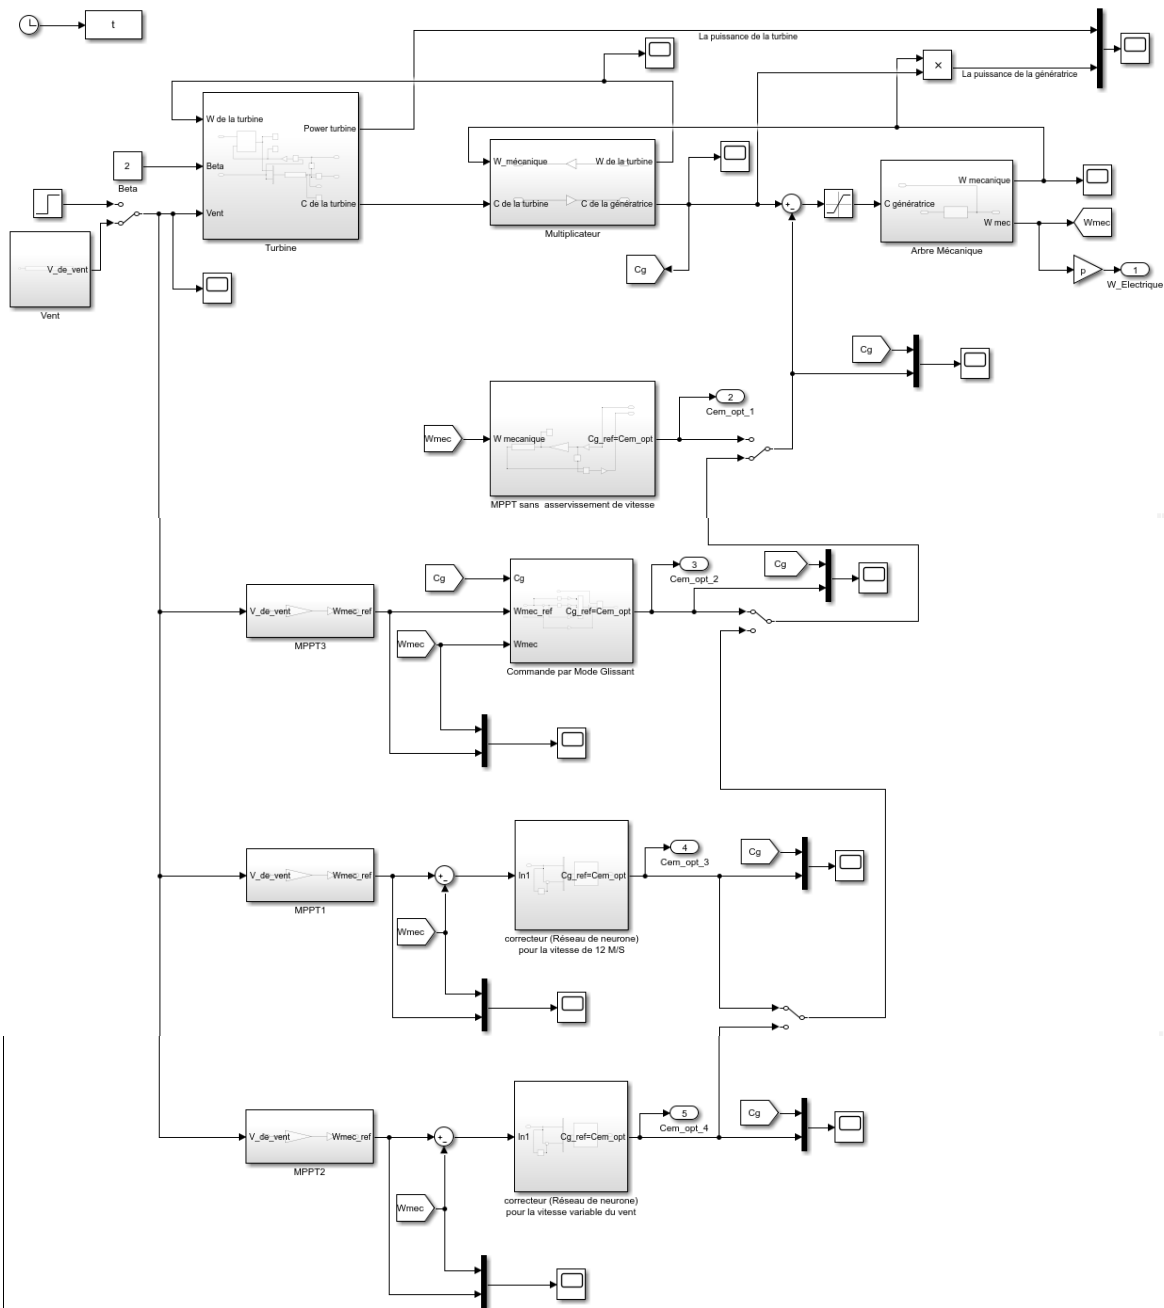 t
La puissance de la turbine
×
La puissance de la génératrice
W de la turbine
Power turbine
Beta
Vent
C de la turbine
Turbine
2
Beta
V_de_vent
Vent
W_mécanique
W de la turbine
C de la turbine
C de la génératrice
Multiplicateur
Cg
+
-
C génératrice
W mecanique
W mec
Arbre Mécanique
Wmec
p
1
W_Electrique
Cg
Wmec
W mecanique
Cg_ref=Cem_opt
MPPT sans asservissement de vitesse
2
Cem_opt_1
V_de_vent
Wmec_ref
MPPT3
Cg
Wmec
Cg
Wmec_ref
Wmec
Cg_ref=Cem_opt
Commande par Mode Glissant
3
Cem_opt_2
Cg
V_de_vent
Wmec_ref
MPPT1
+
-
Wmec
In1
Cg_ref=Cem_opt
correcteur (Réseau de neurone)
pour la vitesse de 12 M/S
4
Cem_opt_3
Cg
V_de_vent
Wmec_ref
MPPT2
+
-
Wmec
In1
Cg_ref=Cem_opt
correcteur (Réseau de neurone)
pour la vitesse variable du vent
5
Cem_opt_4
Cg